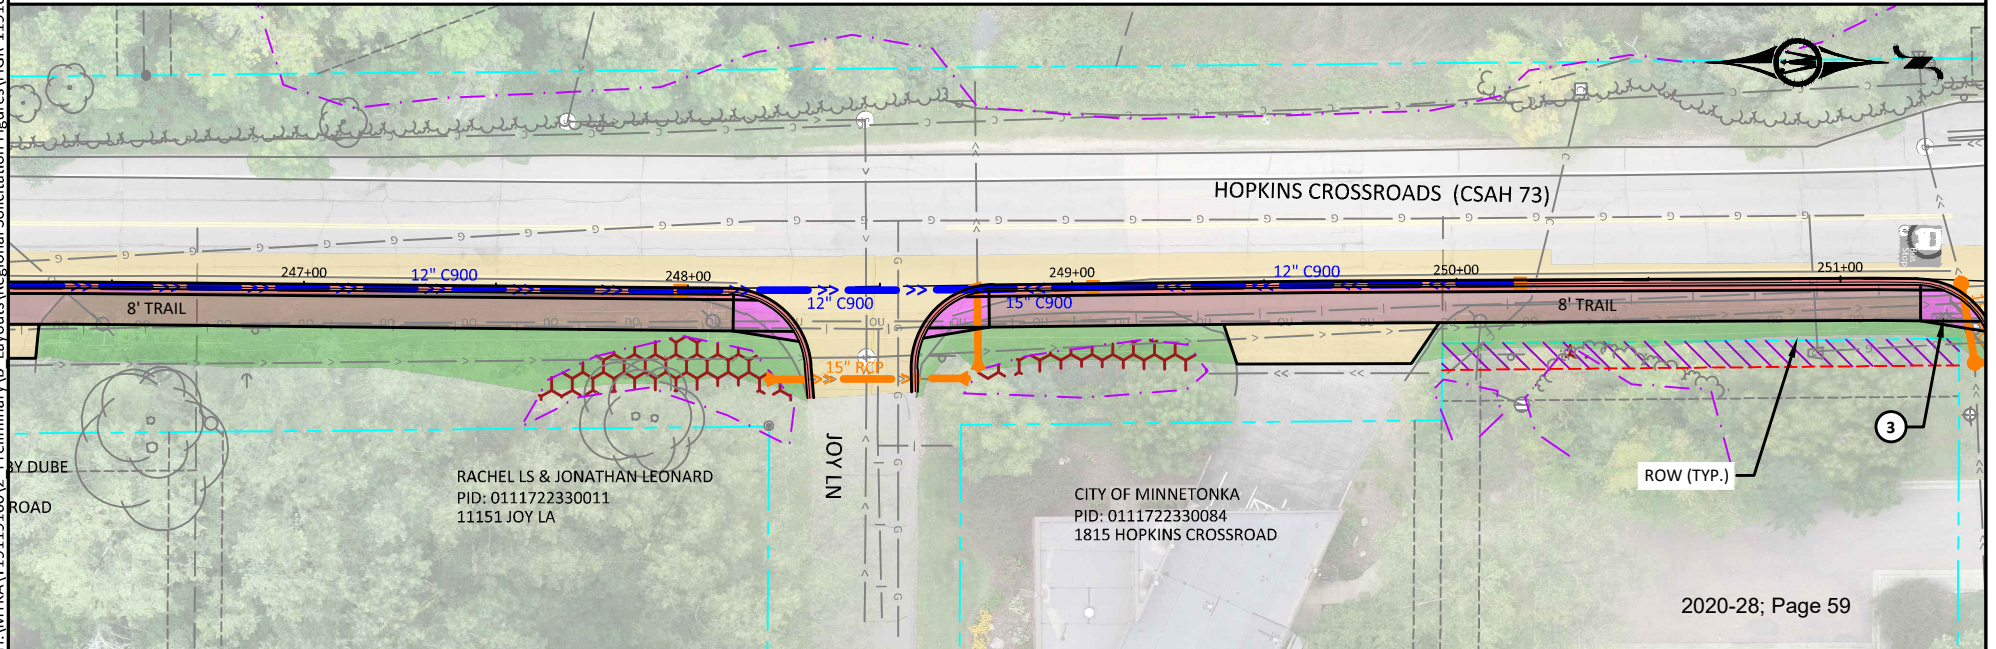 HOPKINS CROSSROADS (CSAH 73)
247+00
12" C900
248+00
249+00
12" C900
250+00
251+00
Bus
Stop
8' TRAIL
12" C900
15" C900
8' TRAIL
15" RCP
JOY LN
3
BY DUBE
ROAD
RACHEL LS & JONATHAN LEONARD
PID: 0111722330011
11151 JOY LA
CITY OF MINNETONKA
PID: 0111722330084
1815 HOPKINS CROSSROAD
ROW (TYP.)
2020-28; Page 59